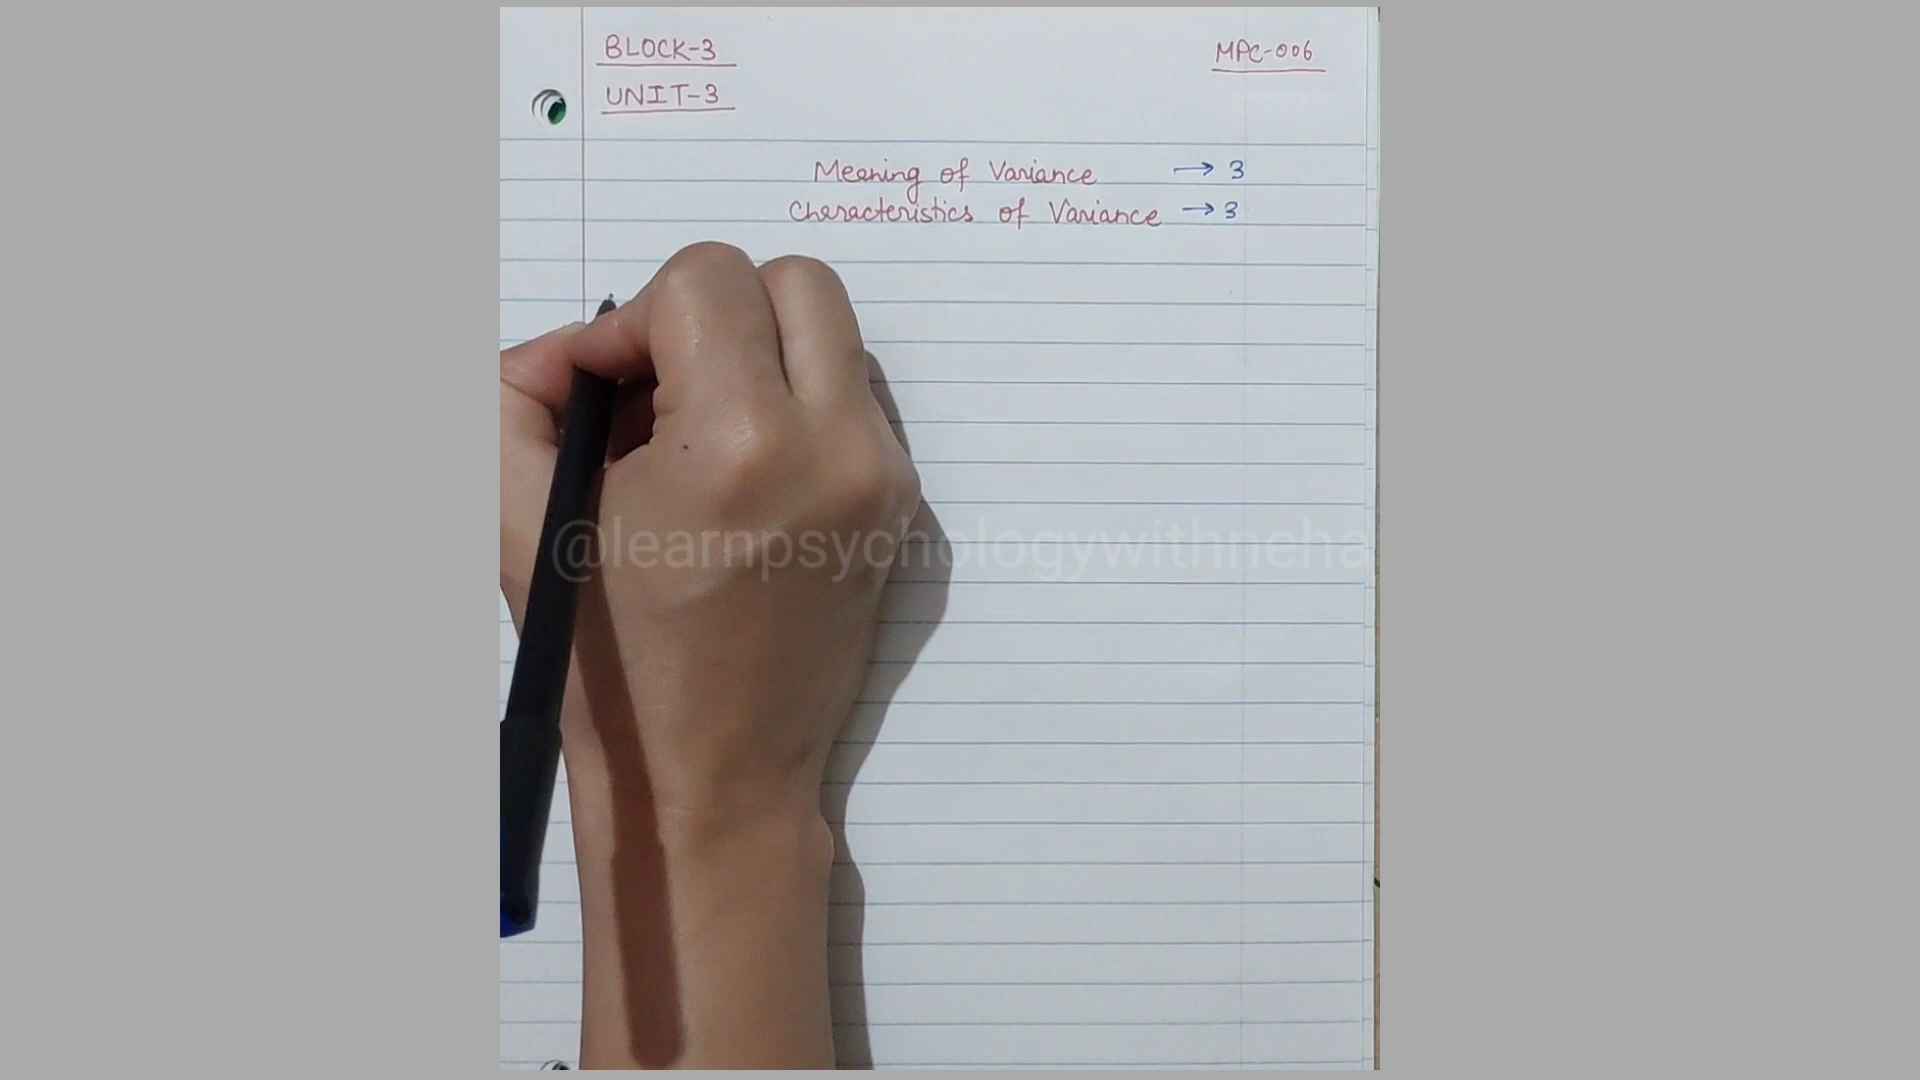 BLOCK-3
MPC-006
UNIT-3
Meaning of Variance → 3
Characteristics of Variance → 3
@learnpsychologywithneha